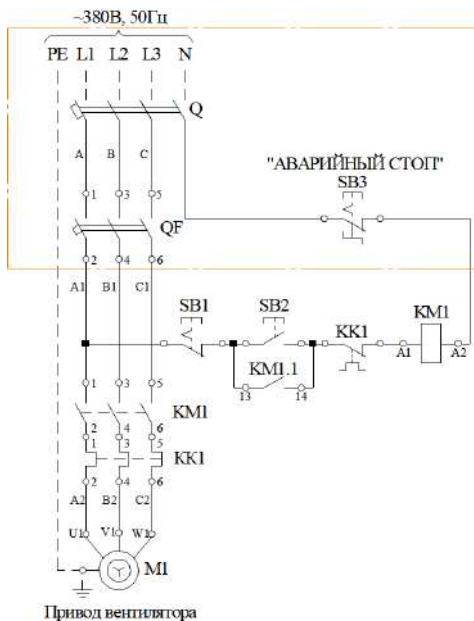 ~380В, 50Гц
PE L1 L2 L3 N
Q
A B C
"АВАРИЙНЫЙ СТОП"
SB3
1 3 5
QF
2 4 6
A1 B1 C1
SB1 SB2 KK1 KM1
A1 A2
KM1.1
13 14
1 3 5
KM1
2 4 6
1 3 5
KK1
2 4 6
A2 B2 C2
U1 V1 W1
M1
Привод вентилятора